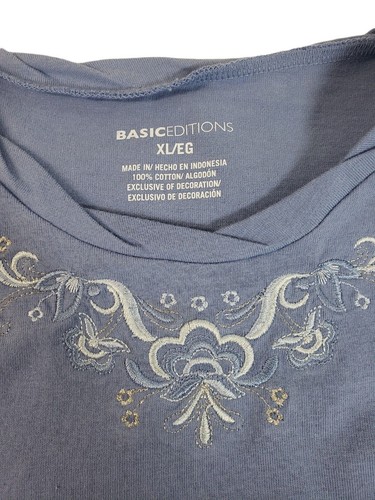 BASICEDITIONS
XL/EG
MADE IN/ HECHO EN INDONESIA
100% COTTON/ ALGODÓN
EXCLUSIVE OF DECORATION/
EXCLUSIVO DE DECORACIÓN